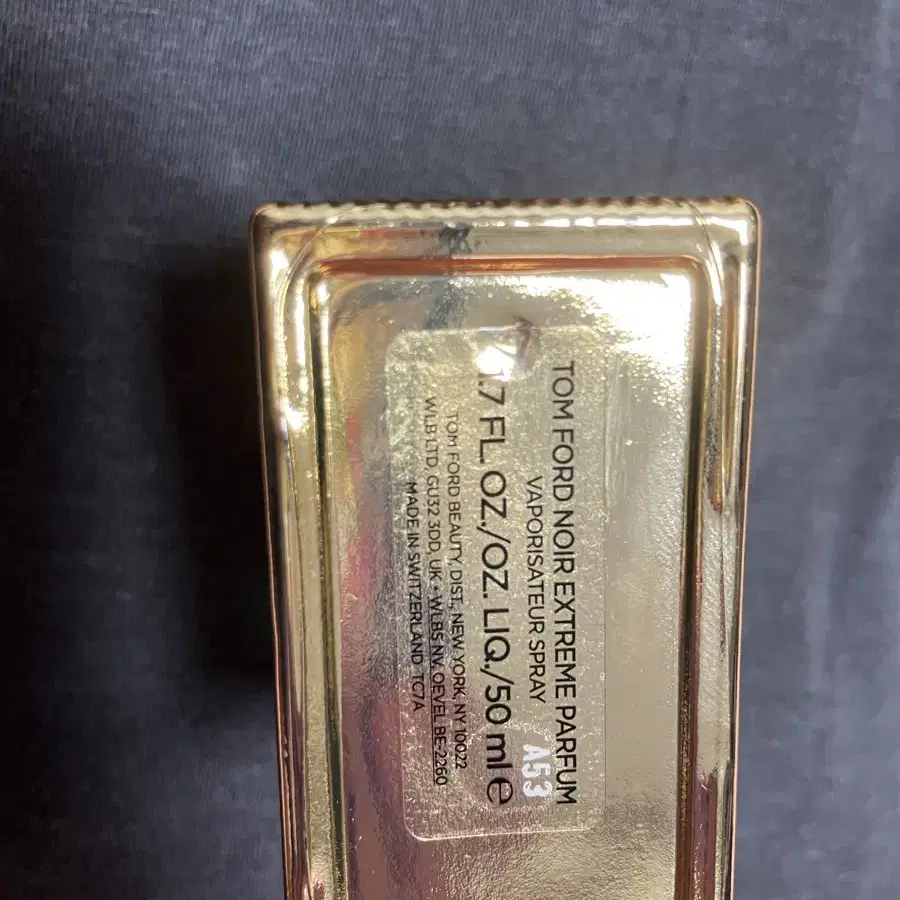 TOM FORD NOIR EXTREME PARFUM
VAPORISATEUR SPRAY
A53
1.7 FL. OZ./OZ. LIQ./50 ml e
TOM FORD BEAUTY, DIST. NEW YORK, NY 10022
WLB LTD, GU32 3DD, UK • WLBS NV, OEVEL BE-2260
MADE IN SWITZERLAND TC7A